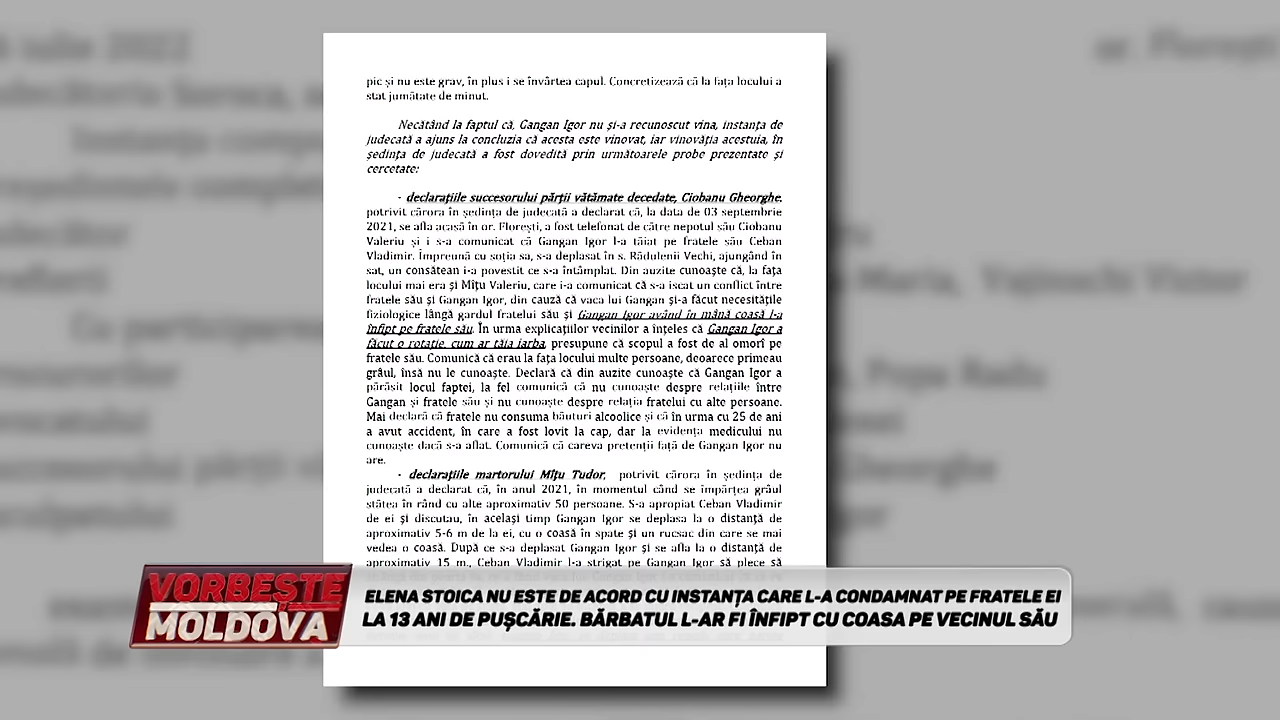 6 iulie 2022
or. Florești
pic și nu este grav, în plus i se învârtea capul. Concretizează că la fața locului a
stat jumătate de minut.
Necătând la faptul că, Gangan Igor nu și-a recunoscut vina, instanța de
judecată a ajuns la concluzia că acesta este vinovat, iar vinovăția acestuia, în
ședința de judecată a fost dovedită prin următoarele probe prezentate și
cercetate:
- declarațiile succesorului părții vătămate decedate, Ciobanu Gheorghe,
potrivit cărora în ședința de judecată a declarat că, la data de 03 septembrie
2021, se afla acasă în or. Florești, a fost telefonat de către nepotul său Ciobanu
Valeriu și i s-a comunicat că Gangan Igor l-a tăiat pe fratele său Ceban
Vladimir. Împreună cu soția sa, s-a deplasat în s. Rădulenii Vechi, ajungând în
sat, un consătean i-a povestit ce s-a întâmplat. Din auzite cunoaște că, la fața
locului mai era și Mîțu Valeriu, care i-a comunicat că s-a iscat un conflict între
fratele său și Gangan Igor, din cauză că vaca lui Gangan și-a făcut necesitățile
fiziologice lângă gardul fratelui său și Gangan Igor având în mână coasă l-a
înfipt pe fratele său. În urma explicațiilor vecinilor a înțeles că Gangan Igor a
făcut o rotație, cum ar tăia iarba, presupune că scopul a fost de al omorî pe
fratele său. Comunică că erau la fața locului multe persoane, deoarece primeau
grâul, însă nu le cunoaște. Declară că din auzite cunoaște că Gangan Igor a
părăsit locul faptei, la fel comunică că nu cunoaște despre relațiile între
Gangan și fratele său și nu cunoaște despre relația fratelui cu alte persoane.
Mai declară că fratele nu consuma băuturi alcoolice și că în urma cu 25 de ani
a avut accident, în care a fost lovit la cap, dar la evidența medicului nu
cunoaște dacă s-a aflat. Comunică că careva pretenții față de Gangan Igor nu
are.
- declarațiile martorului Mîțu Tudor, potrivit cărora în ședința de
judecată a declarat că, în anul 2021, în momentul când se împărțea grâul
stătea în rând cu alte aproximativ 50 persoane. S-a apropiat Ceban Vladimir
de ei și discutau, în același timp Gangan Igor se deplasa la o distanță de
aproximativ 5-6 m de la ei, cu o coasă în spate și un rucsac din care se mai
vedea o coasă. După ce s-a deplasat Gangan Igor și se afla la o distanță de
aproximativ 15 m., Ceban Vladimir l-a strigat pe Gangan Igor să plece să
VORBEȘTE
MOLDOVA
ELENA STOICA NU ESTE DE ACORD CU INSTANȚA CARE L-A CONDAMNAT PE FRATELE EI
LA 13 ANI DE PUȘCĂRIE. BĂRBATUL L-AR FI ÎNFIPT CU COASA PE VECINUL SĂU